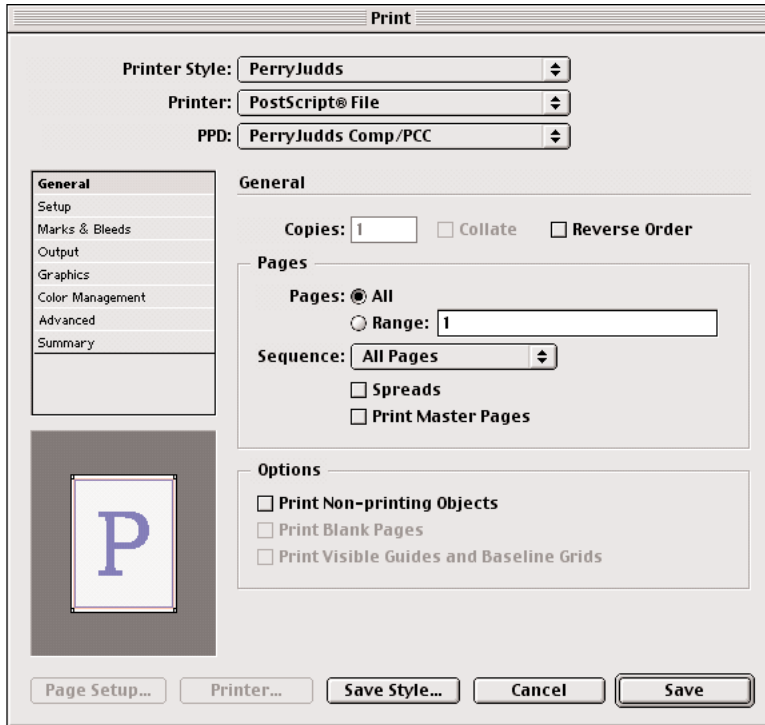 Print
Printer Style: PerryJudds
Printer: PostScript® File
PPD: PerryJudds Comp/PCC
General
Setup
Marks & Bleeds
Output
Graphics
Color Management
Advanced
Summary
P
General
Copies: 1 Collate Reverse Order
Pages
Pages: All
Range: 1
Sequence: All Pages
Spreads
Print Master Pages
Options
Print Non-printing Objects
Print Blank Pages
Print Visible Guides and Baseline Grids
Page Setup... Printer... Save Style... Cancel Save